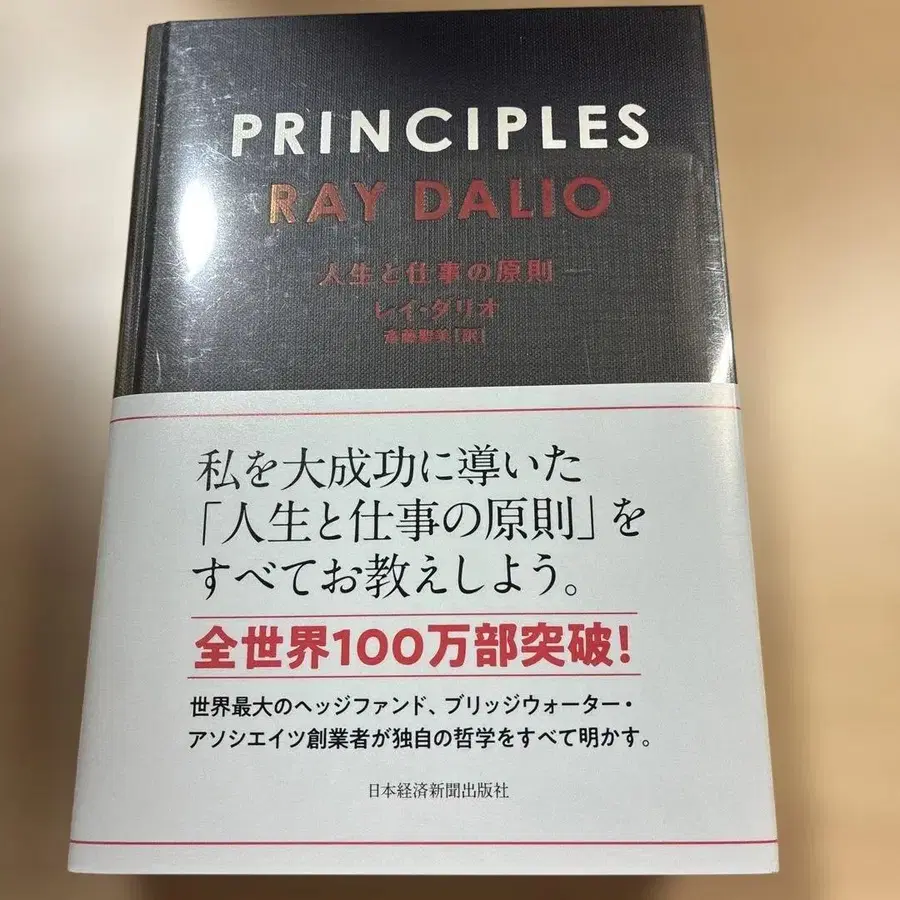 PRINCIPLES
RAY DALIO
人生と仕事の原則
レイ・ダリオ
斎藤聖美[訳]
私を大成功に導いた
「人生と仕事の原則」を
すべてお教えしよう。
全世界100万部突破!
世界最大のヘッジファンド、ブリッジウォーター・
アソシエイツ創業者が独自の哲学をすべて明かす。
日本経済新聞出版社